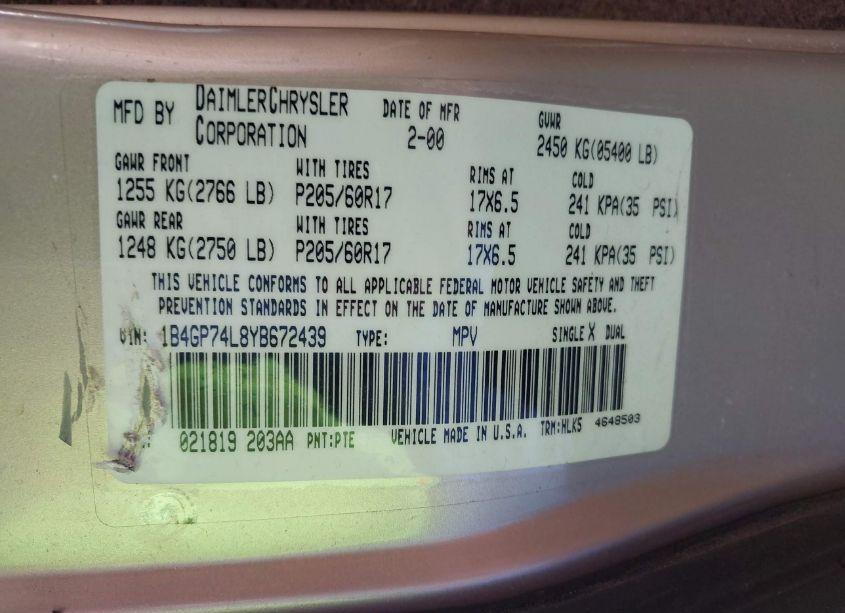 MFD BY DAIMLERCHRYSLER CORPORATION
DATE OF MFR 2-00
GVWR 2450 KG(05400 LB)
GAWR FRONT WITH TIRES RIMS AT COLD
1255 KG(2766 LB) P205/60R17 17X6.5 241 KPA(35 PSI)
GAWR REAR WITH TIRES RIMS AT COLD
1248 KG(2750 LB) P205/60R17 17X6.5 241 KPA(35 PSI)
THIS VEHICLE CONFORMS TO ALL APPLICABLE FEDERAL MOTOR VEHICLE SAFETY AND THEFT
PREVENTION STANDARDS IN EFFECT ON THE DATE OF MANUFACTURE SHOWN ABOVE.
VIN: 1B4GP74L8YB672439 TYPE: MPV SINGLE X DUAL
021819 203AA PNT:PTE VEHICLE MADE IN U.S.A. TRM:HLK5 4648503